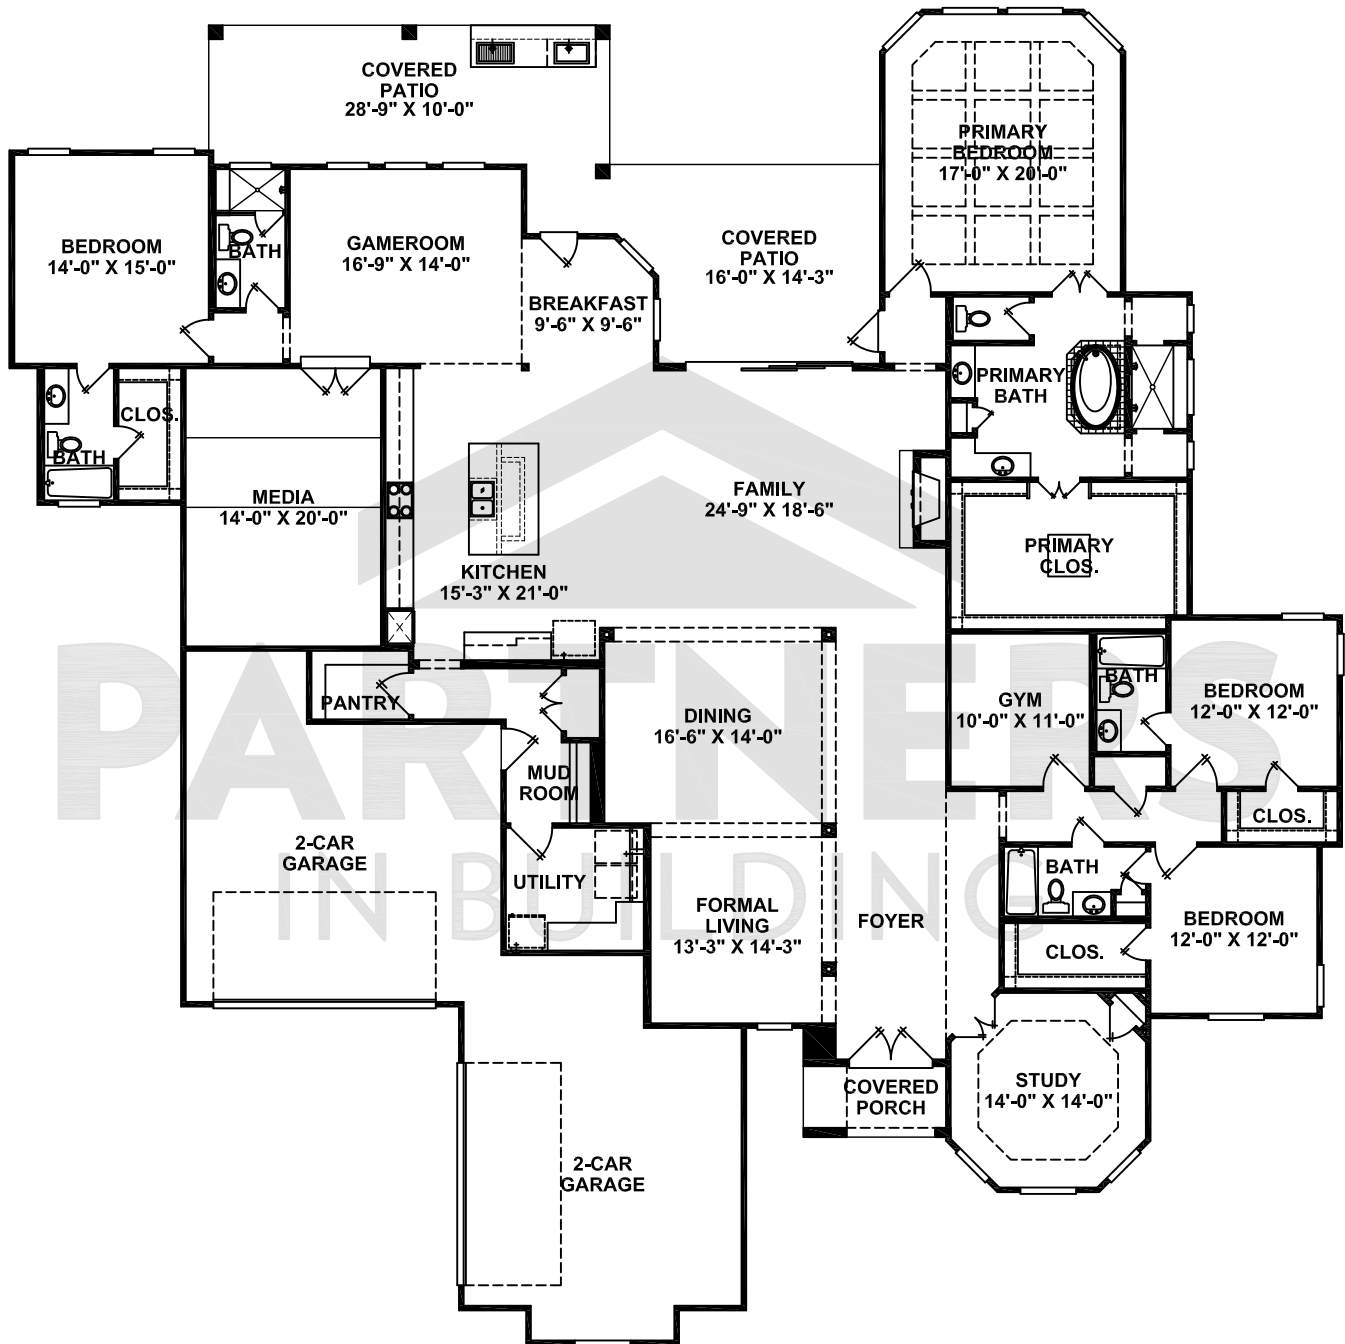 COVERED
PATIO
28'-9" X 10'-0"
PRIMARY
BEDROOM
17'-0" X 20'-0"
BEDROOM
14'-0" X 15'-0"
BATH
GAMEROOM
16'-9" X 14'-0"
COVERED
PATIO
16'-0" X 14'-3"
BREAKFAST
9'-6" X 9'-6"
PRIMARY
BATH
CLOS.
BATH
MEDIA
14'-0" X 20'-0"
FAMILY
24'-9" X 18'-6"
PRIMARY
CLOS.
KITCHEN
15'-3" X 21'-0"
PARTNERS
IN BUILDING
PANTRY
DINING
16'-6" X 14'-0"
GYM
10'-0" X 11'-0"
BATH
BEDROOM
12'-0" X 12'-0"
MUD
ROOM
CLOS.
2-CAR
GARAGE
UTILITY
BATH
FORMAL
LIVING
13'-3" X 14'-3"
FOYER
BEDROOM
12'-0" X 12'-0"
CLOS.
STUDY
14'-0" X 14'-0"
COVERED
PORCH
2-CAR
GARAGE